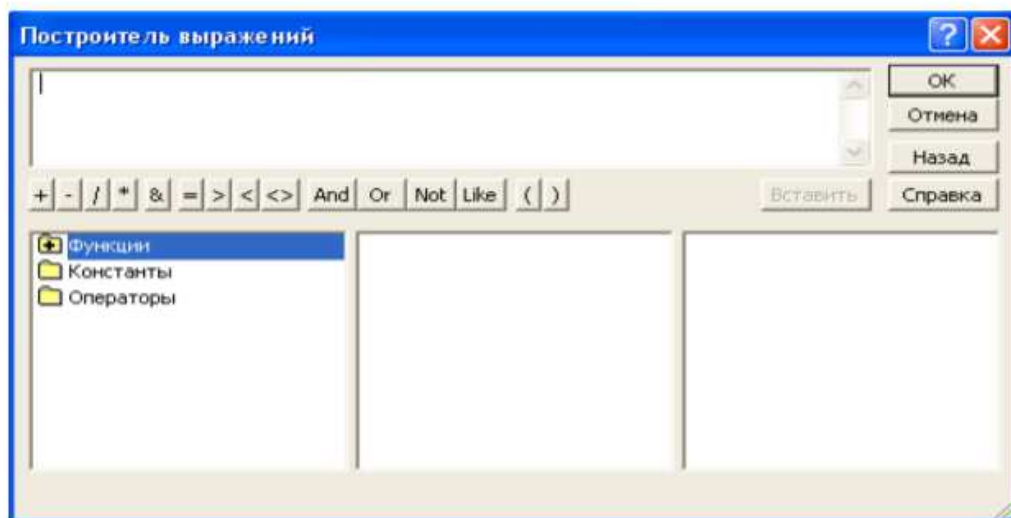 Построитель выражений
OK
Отмена
Назад
+ - / * & = > < <> And Or Not Like ( ) Вставить Справка
Функции
Константы
Операторы